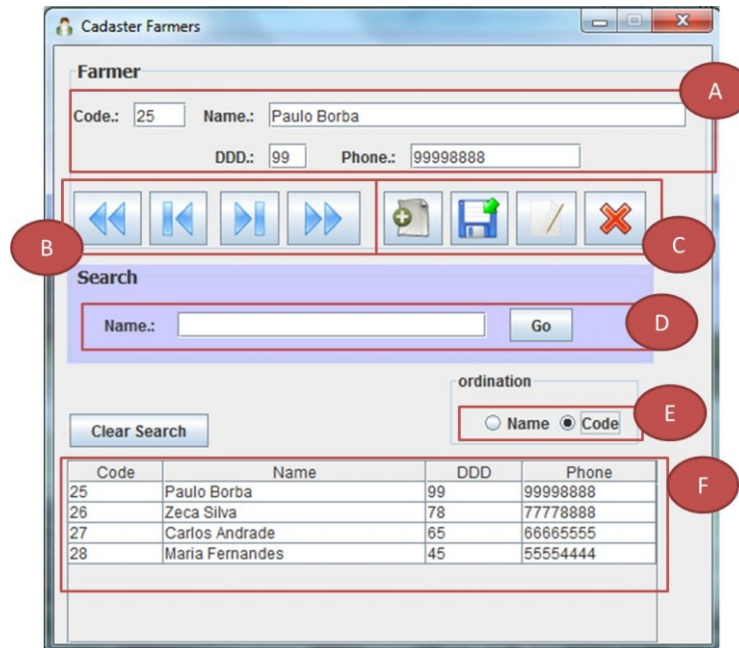 Cadaster Farmers
Farmer
A
Code.: 25 Name.: Paulo Borba
DDD.: 99 Phone.: 99998888
B
C
Search
Name.: Go
D
ordination
Name Code
E
Clear Search
Code Name DDD Phone
F
25 Paulo Borba 99 99998888
26 Zeca Silva 78 77778888
27 Carlos Andrade 65 66665555
28 Maria Fernandes 45 55554444